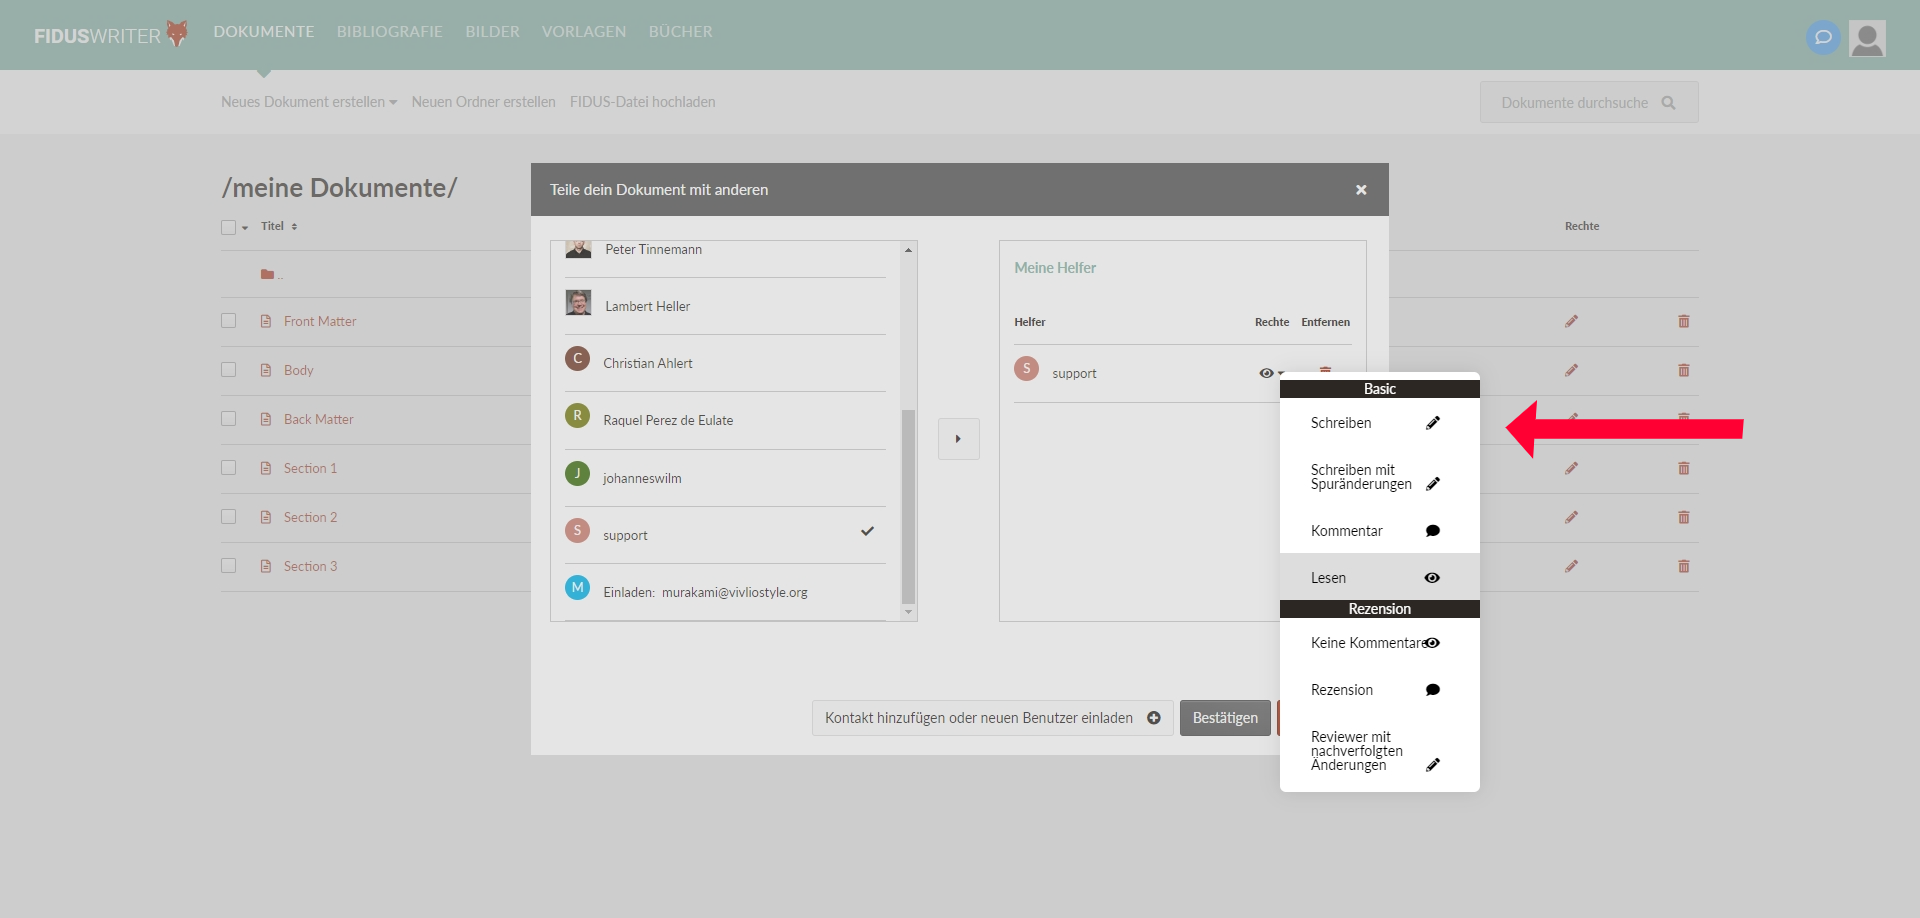 FIDUSWRITER
DOKUMENTE
BIBLIOGRAFIE
BILDER
VORLAGEN
BÜCHER
Neues Dokument erstellen
Neuen Ordner erstellen
FIDUS-Datei hochladen
Dokumente durchsuche
/meine Dokumente/
Titel
Rechte
..
Front Matter
Body
Back Matter
Section 1
Section 2
Section 3
Teile dein Dokument mit anderen
Peter Tinnemann
Lambert Heller
C Christian Ahlert
R Raquel Perez de Eulate
J johanneswilm
S support
M Einladen: murakami@vivliostyle.org
Meine Helfer
Helfer Rechte Entfernen
S support
Kontakt hinzufügen oder neuen Benutzer einladen
Bestätigen
Basic
Schreiben
Schreiben mit
Spuränderungen
Kommentar
Lesen
Rezension
Keine Kommentare
Rezension
Reviewer mit
nachverfolgten
Änderungen